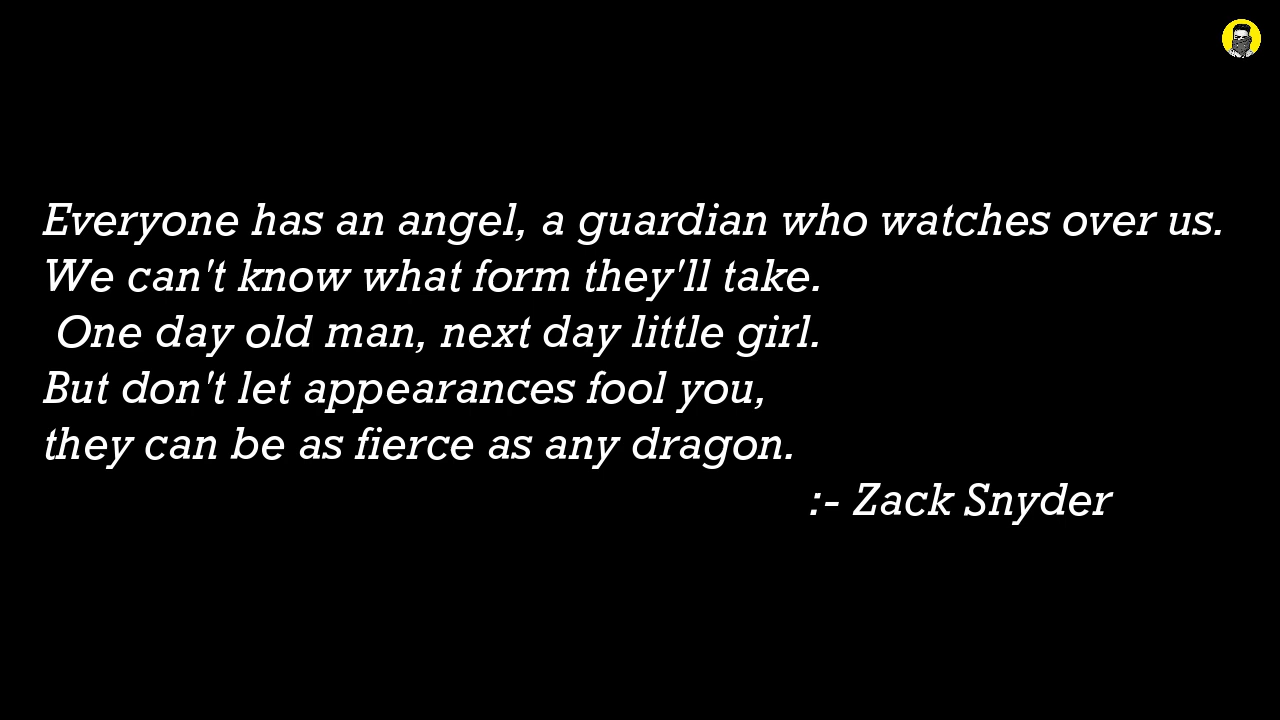 Everyone has an angel, a guardian who watches over us.
We can't know what form they'll take.
One day old man, next day little girl.
But don't let appearances fool you,
they can be as fierce as any dragon.
:- Zack Snyder